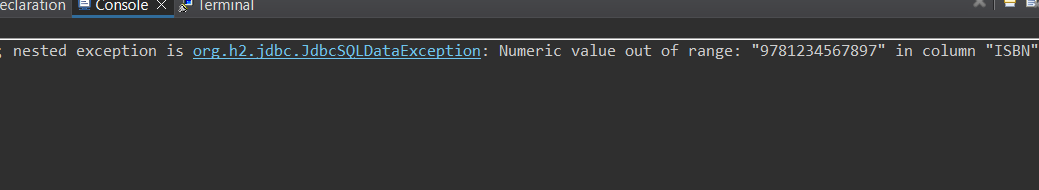 eclaration Console Terminal
; nested exception is org.h2.jdbc.JdbcSQLDataException: Numeric value out of range: "9781234567897" in column "ISBN"